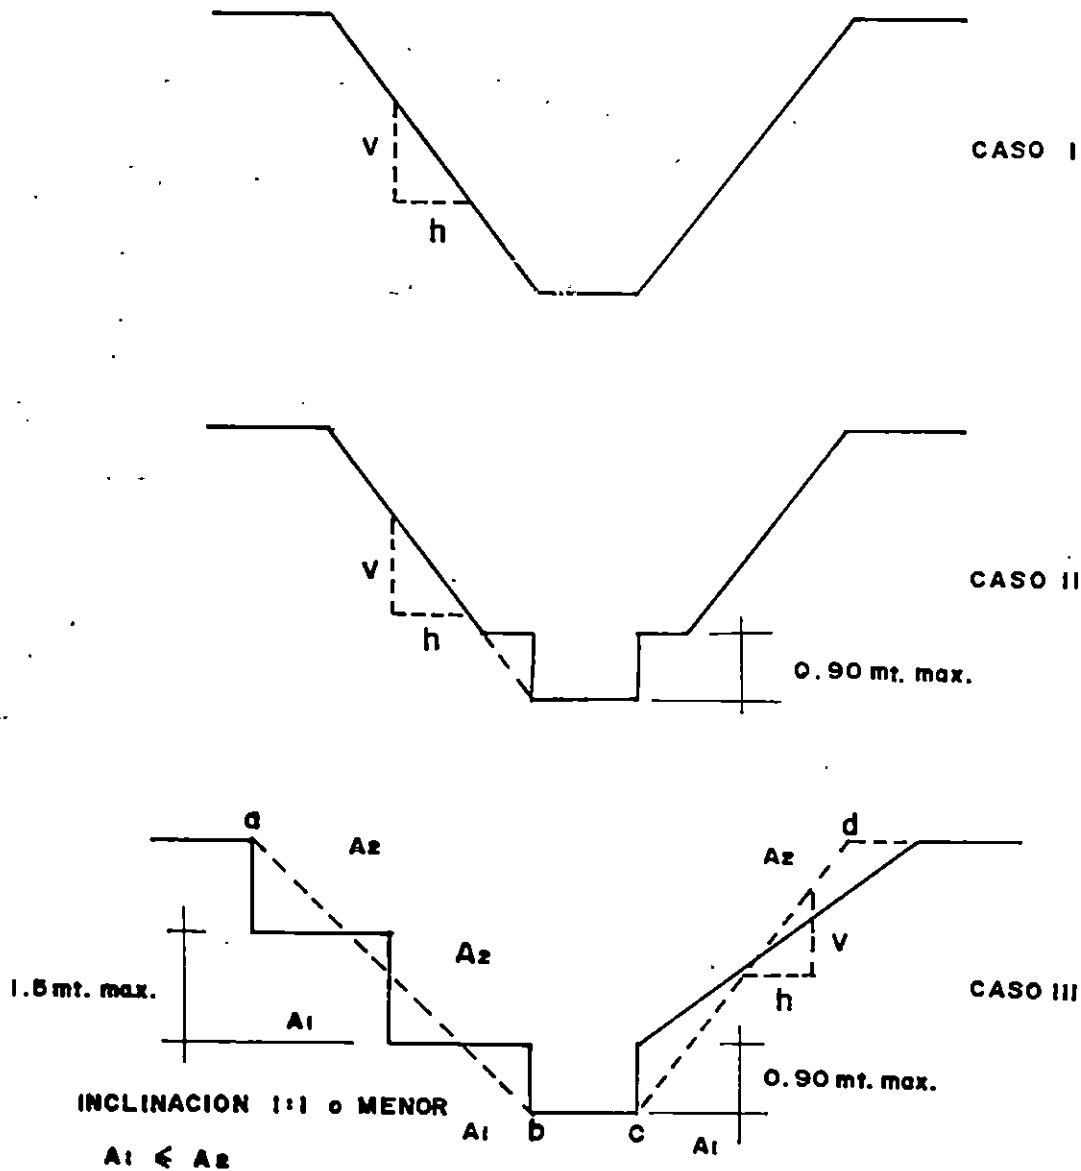 V
h
CASO I
V
h
CASO II
0.90 mt. max.
a
A2
A2
d
A2
V
h
1.5 mt. max.
A1
CASO III
0.90 mt. max.
INCLINACION 1:1 o MENOR
A1
b
c
A1
A1 ≤ A2